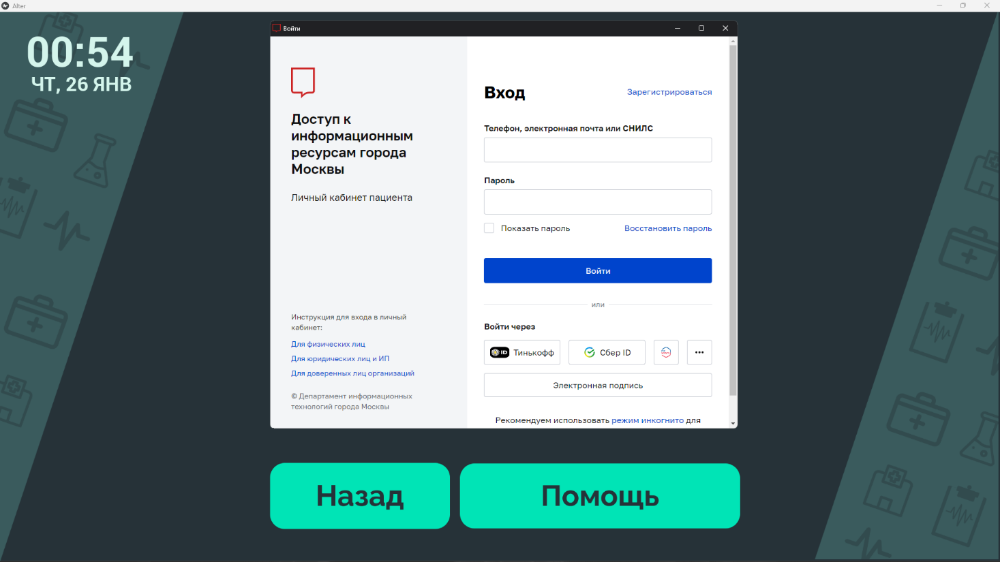 Alter
00:54
ЧТ, 26 ЯНВ
Войти
Доступ к
информационным
ресурсам города
Москвы
Личный кабинет пациента
Инструкция для входа в личный
кабинет:
Для физических лиц
Для юридических лиц и ИП
Для доверенных лиц организаций
© Департамент информационных
технологий города Москвы
Вход
Зарегистрироваться
Телефон, электронная почта или СНИЛС
Пароль
Показать пароль
Восстановить пароль
Войти
или
Войти через
ID Тинькофф
Сбер ID
Электронная подпись
Рекомендуем использовать режим инкогнито для
Назад
Помощь